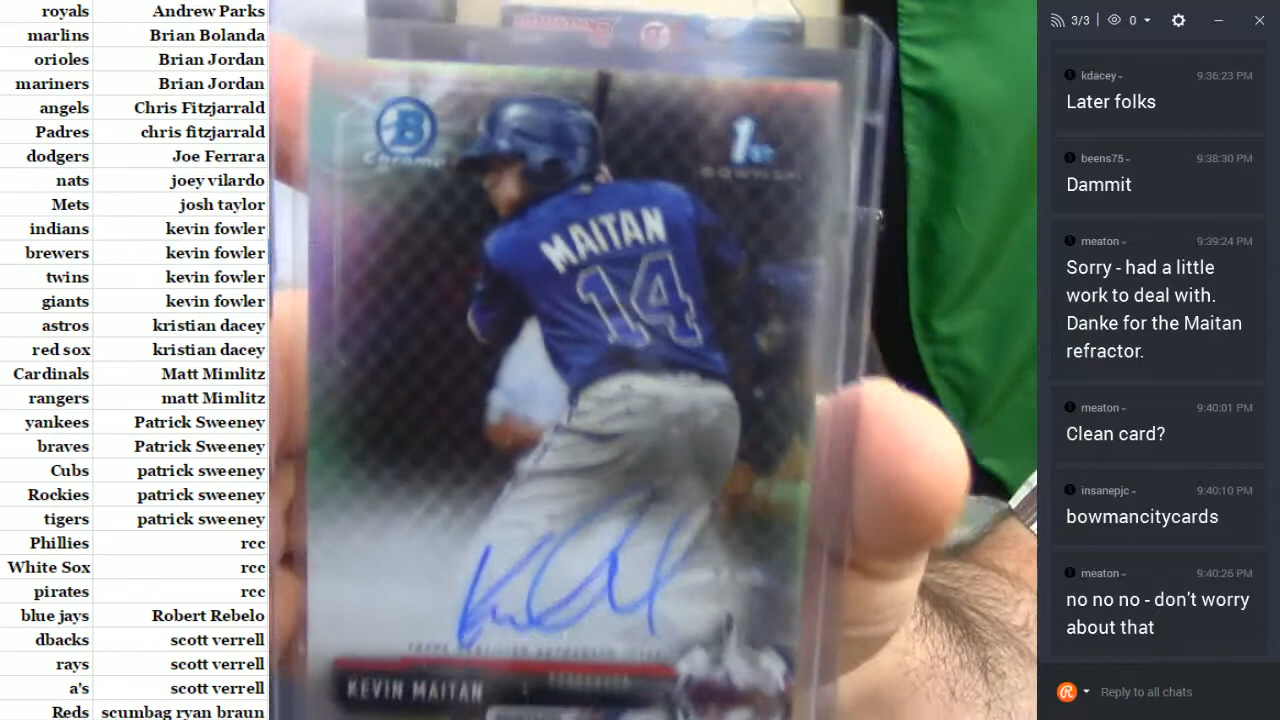 royals Andrew Parks
marlins Brian Bolanda
orioles Brian Jordan
mariners Brian Jordan
angels Chris Fitzjarrald
Padres chris fitzjarrald
dodgers Joe Ferrara
nats joey vilardo
Mets josh taylor
indians kevin fowler
brewers kevin fowler
twins kevin fowler
giants kevin fowler
astros kristian dacey
red sox kristian dacey
Cardinals Matt Mimlitz
rangers matt Mimlitz
yankees Patrick Sweeney
braves Patrick Sweeney
Cubs patrick sweeney
Rockies patrick sweeney
tigers patrick sweeney
Phillies rcc
White Sox rcc
pirates rcc
blue jays Robert Rebelo
dbacks scott verrell
rays scott verrell
a's scott verrell
Reds scumbag ryan braun
B
Chrome
1st
BOWMAN
MAITAN
14
KEVIN MAITAN
3/3 0
kdacey 9:36:23 PM
Later folks
beens75 9:38:30 PM
Dammit
meaton 9:39:24 PM
Sorry - had a little
work to deal with.
Danke for the Maitan
refractor.
meaton 9:40:01 PM
Clean card?
insanepjc 9:40:10 PM
bowmancitycards
meaton 9:40:26 PM
no no no - don't worry
about that
Reply to all chats